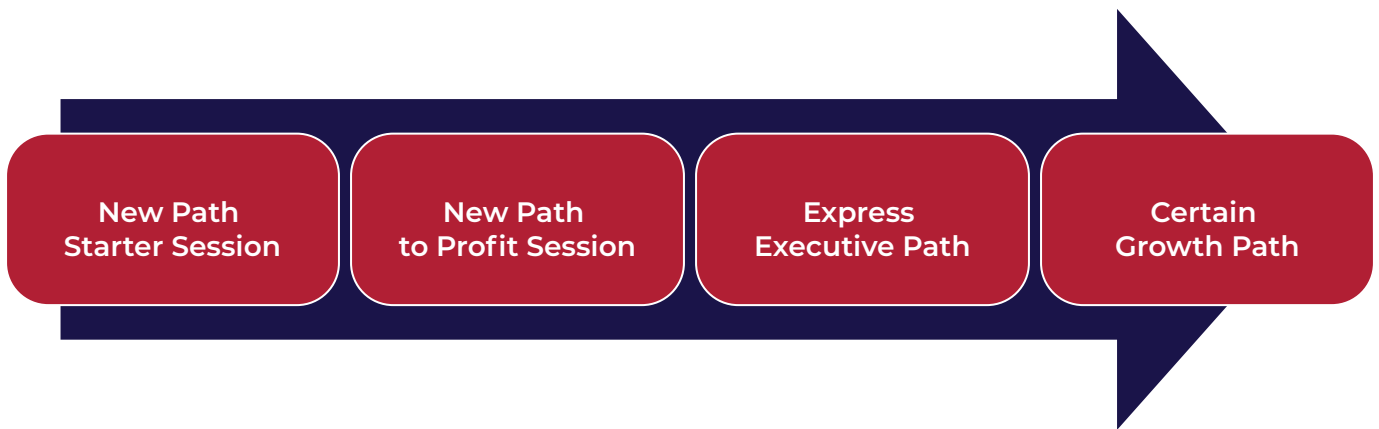 New Path
Starter Session
New Path
to Profit Session
Express
Executive Path
Certain
Growth Path